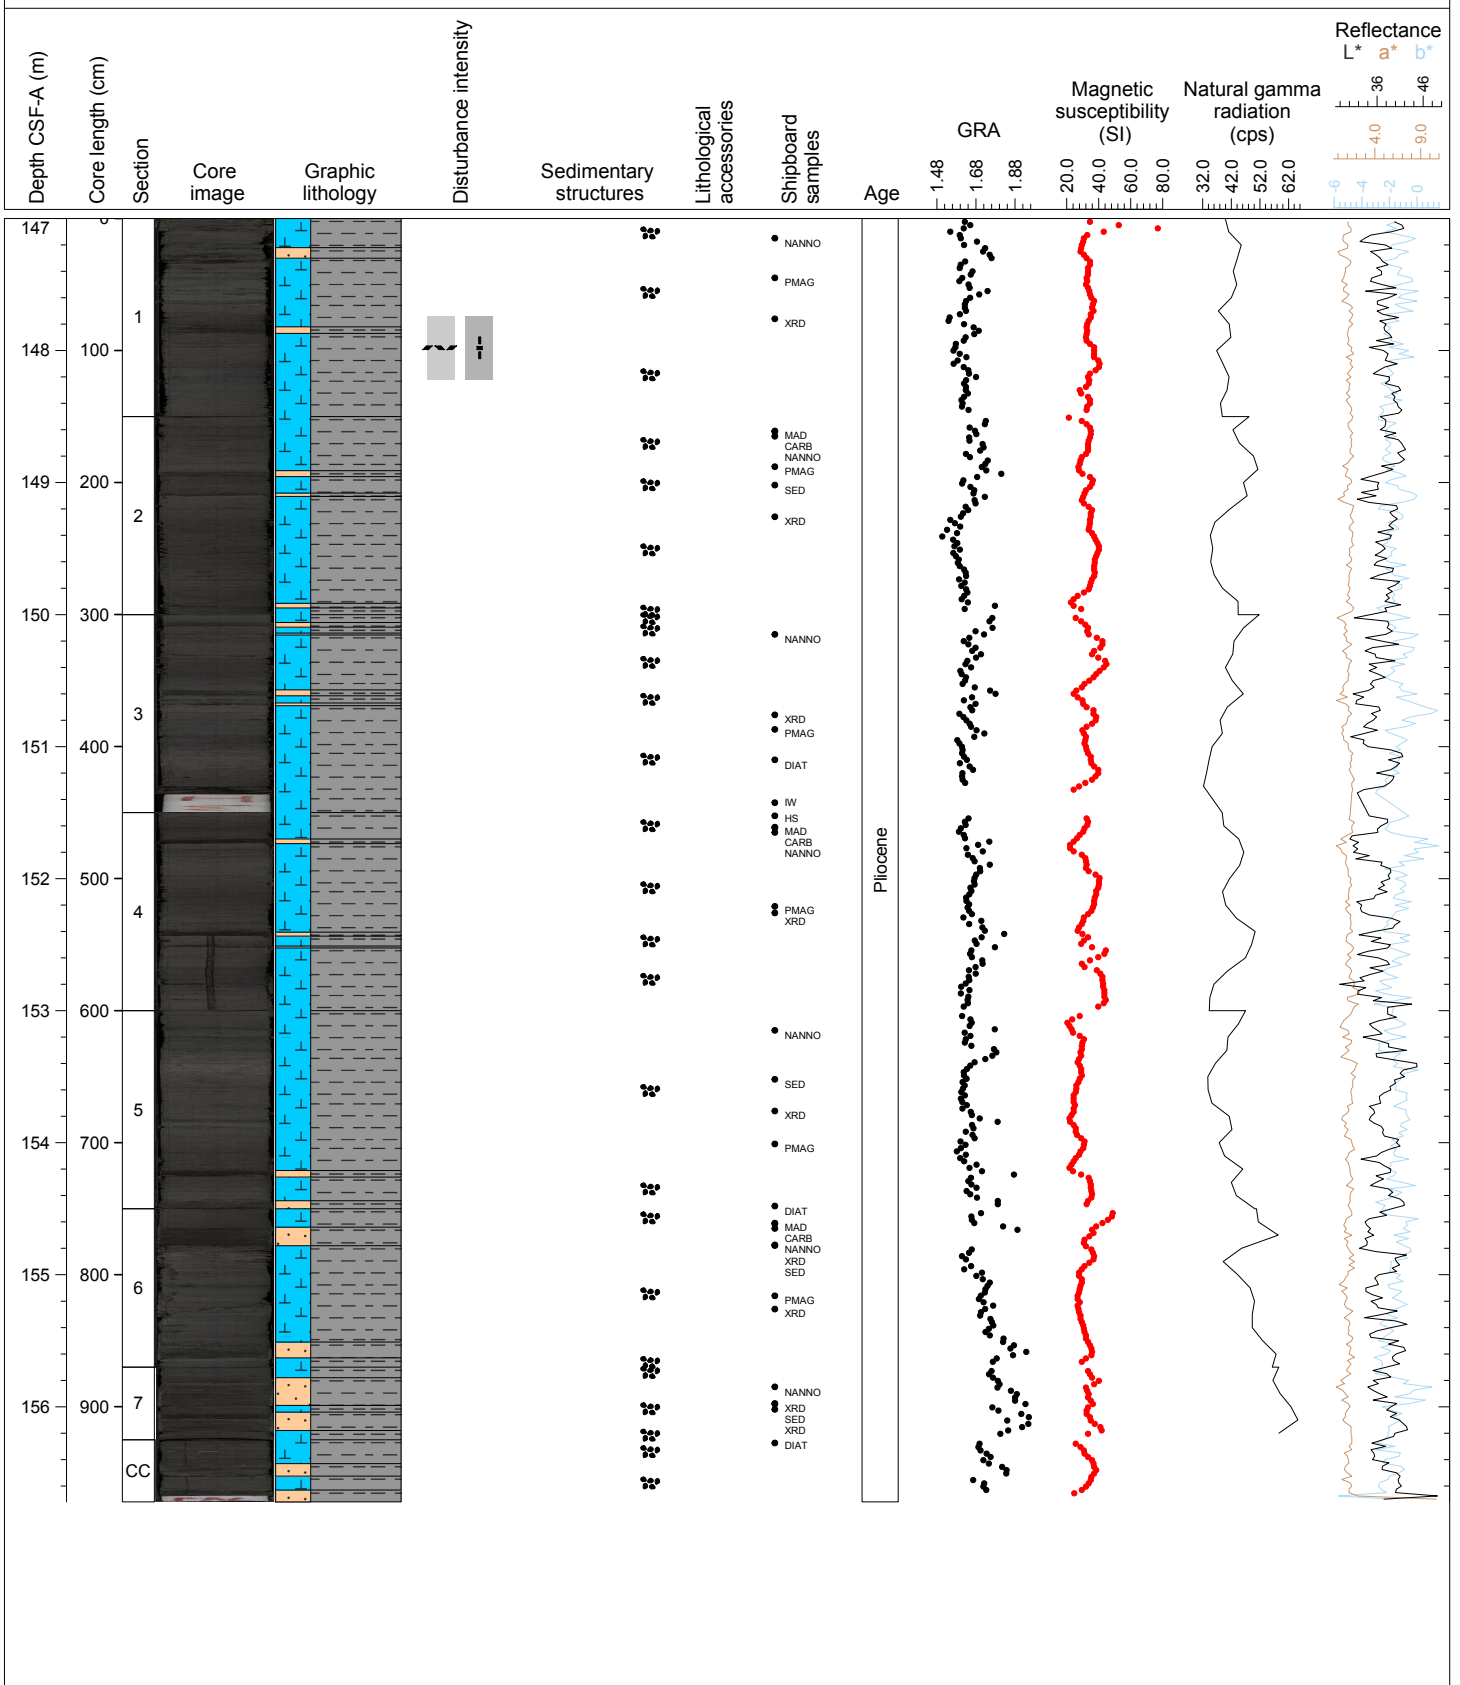 Depth CSF-A (m)
Core length (cm)
Section
Core
image
Graphic
lithology
Disturbance intensity
Sedimentary
structures
Lithological
accessories
Shipboard
samples
Age
GRA
1.48
1.68
1.88
Magnetic
susceptibility
(SI)
20.0
40.0
60.0
80.0
Natural gamma
radiation
(cps)
32.0
42.0
52.0
62.0
Reflectance
L* a* b*
36
46
4.0
9.0
-6
-4
-2
0
147
148
149
150
151
152
153
154
155
156
0
100
200
300
400
500
600
700
800
900
1
2
3
4
5
6
7
CC
NANNO
PMAG
XRD
MAD
CARB
NANNO
PMAG
SED
XRD
NANNO
XRD
PMAG
DIAT
IW
HS
MAD
CARB
NANNO
PMAG
XRD
NANNO
SED
XRD
PMAG
DIAT
MAD
CARB
NANNO
XRD
SED
PMAG
XRD
NANNO
XRD
SED
XRD
DIAT
Pliocene